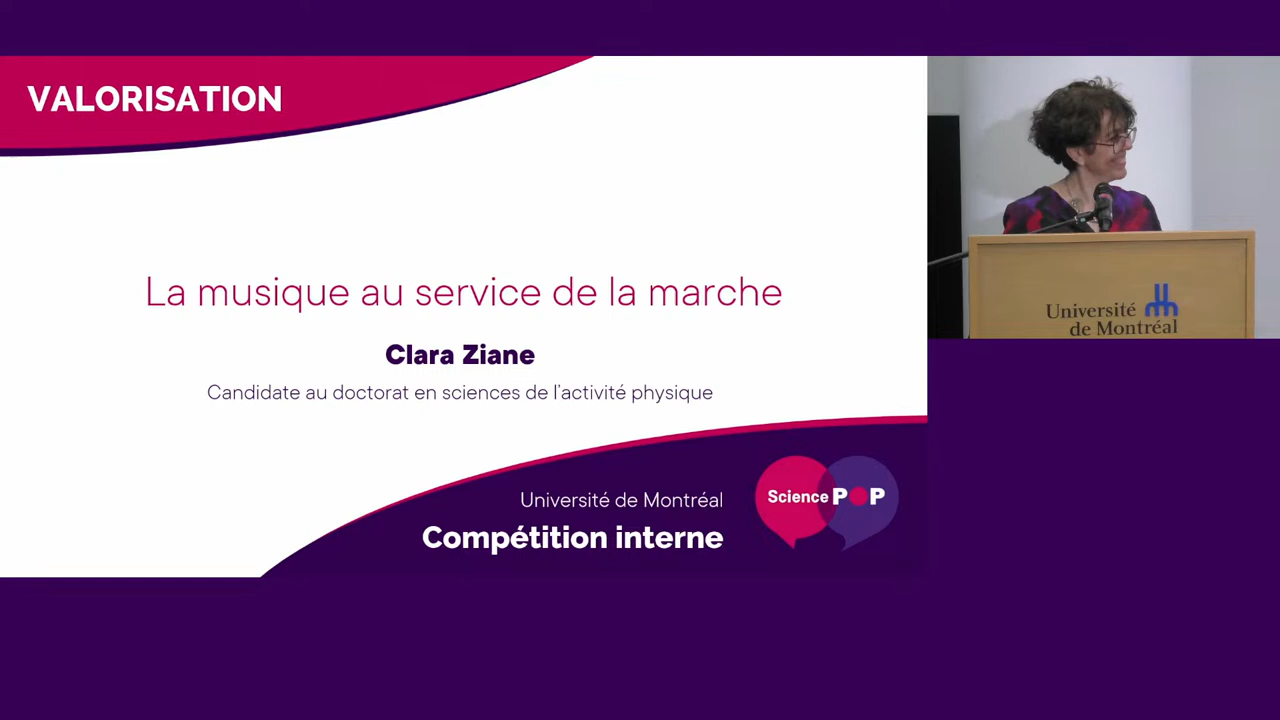 VALORISATION
La musique au service de la marche
Clara Ziane
Candidate au doctorat en sciences de l'activité physique
Université de Montréal
Compétition interne
Science POP
Université
de Montréal